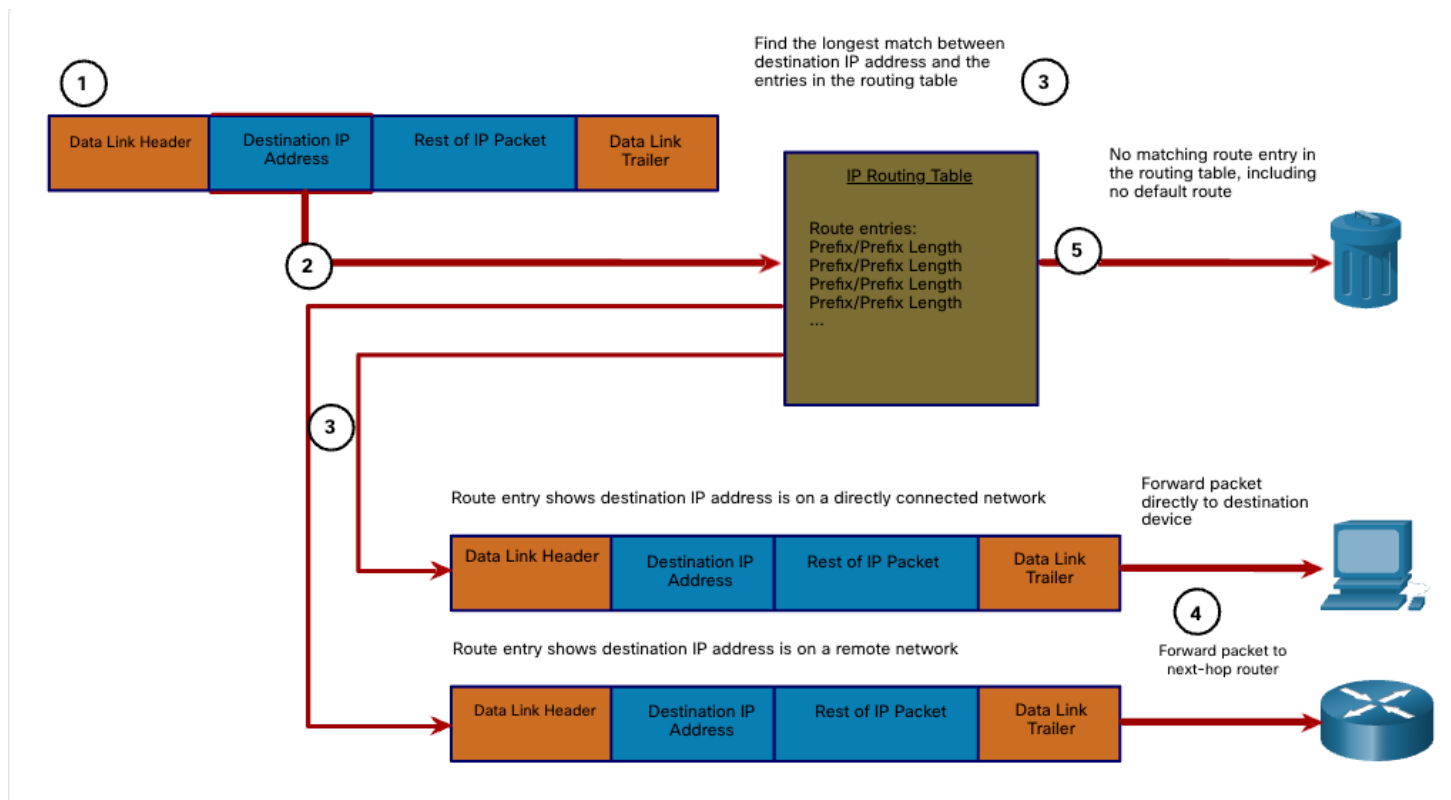 Find the longest match between
destination IP address and the
entries in the routing table
3
1
Data Link Header
Destination IP
Address
Rest of IP Packet
Data Link
Trailer
2
IP Routing Table
Route entries:
Prefix/Prefix Length
Prefix/Prefix Length
Prefix/Prefix Length
Prefix/Prefix Length
...
5
No matching route entry in
the routing table, including
no default route
3
Route entry shows destination IP address is on a directly connected network
Data Link Header
Destination IP
Address
Rest of IP Packet
Data Link
Trailer
Forward packet
directly to destination
device
4
Route entry shows destination IP address is on a remote network
Data Link Header
Destination IP
Address
Rest of IP Packet
Data Link
Trailer
Forward packet to
next-hop router